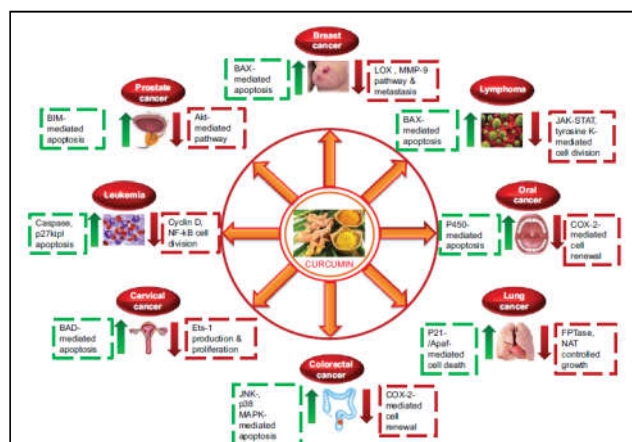 Breast
cancer
BAX-
mediated
apoptosis
LOX , MMP-9
pathway &
metastasis
Lymphoma
BAX-
mediated
apoptosis
JAK-STAT,
tyrosine K-
mediated
cell division
Oral
cancer
P450-
mediated
apoptosis
COX-2-
mediated
cell
renewal
Lung
cancer
P21-
/Apaf-
mediated
cell death
FPTase,
NAT
controlled
growth
Colorectal
cancer
JNK-,
p38
MAPK-
mediated
apoptosis
COX-2-
mediated
cell
renewal
Cervical
cancer
BAD-
mediated
apoptosis
Ets-1
production &
proliferation
Leukemia
Caspase,
p27kipl
apoptosis
Cyclin D,
NF-kB cell
division
Prostate
cancer
BIM-
mediated
apoptosis
Akt-
mediated
pathway
CURCUMIN